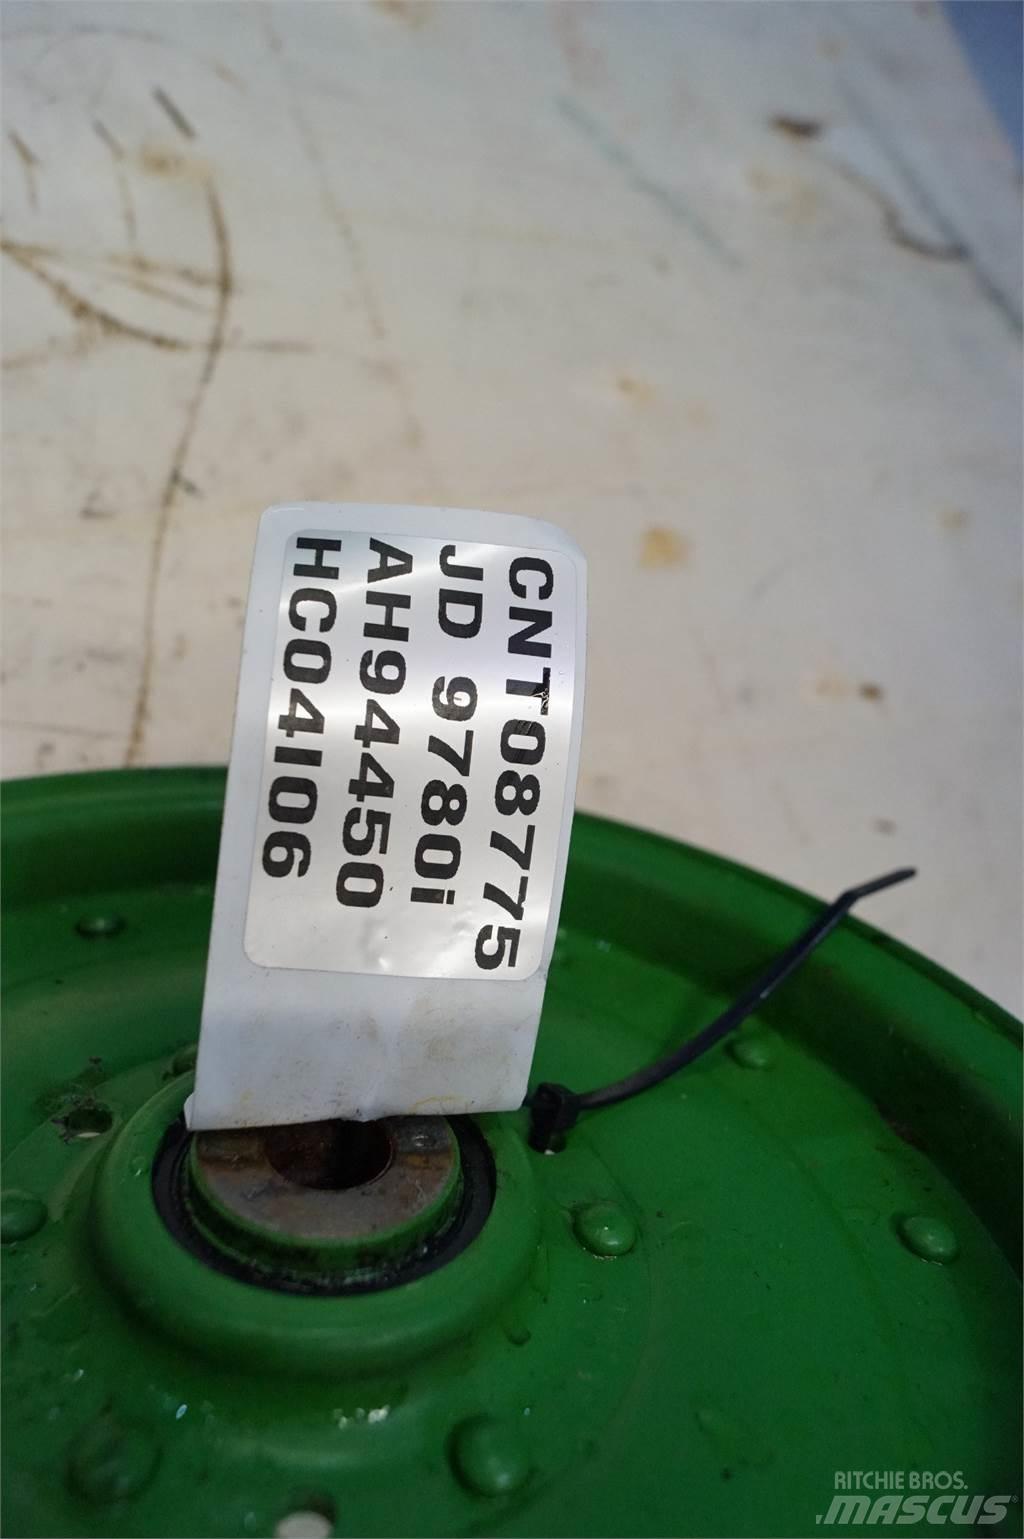 CNT08775
JD 9780i
AH94450
HC04I06
RITCHIE BROS.
MASCUS